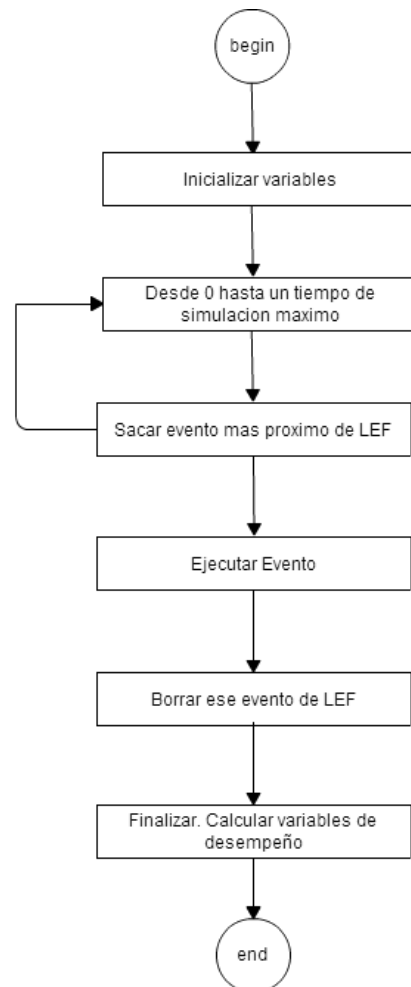 begin
Inicializar variables
Desde 0 hasta un tiempo de
simulacion maximo
Sacar evento mas proximo de LEF
Ejecutar Evento
Borrar ese evento de LEF
Finalizar. Calcular variables de
desempeño
end